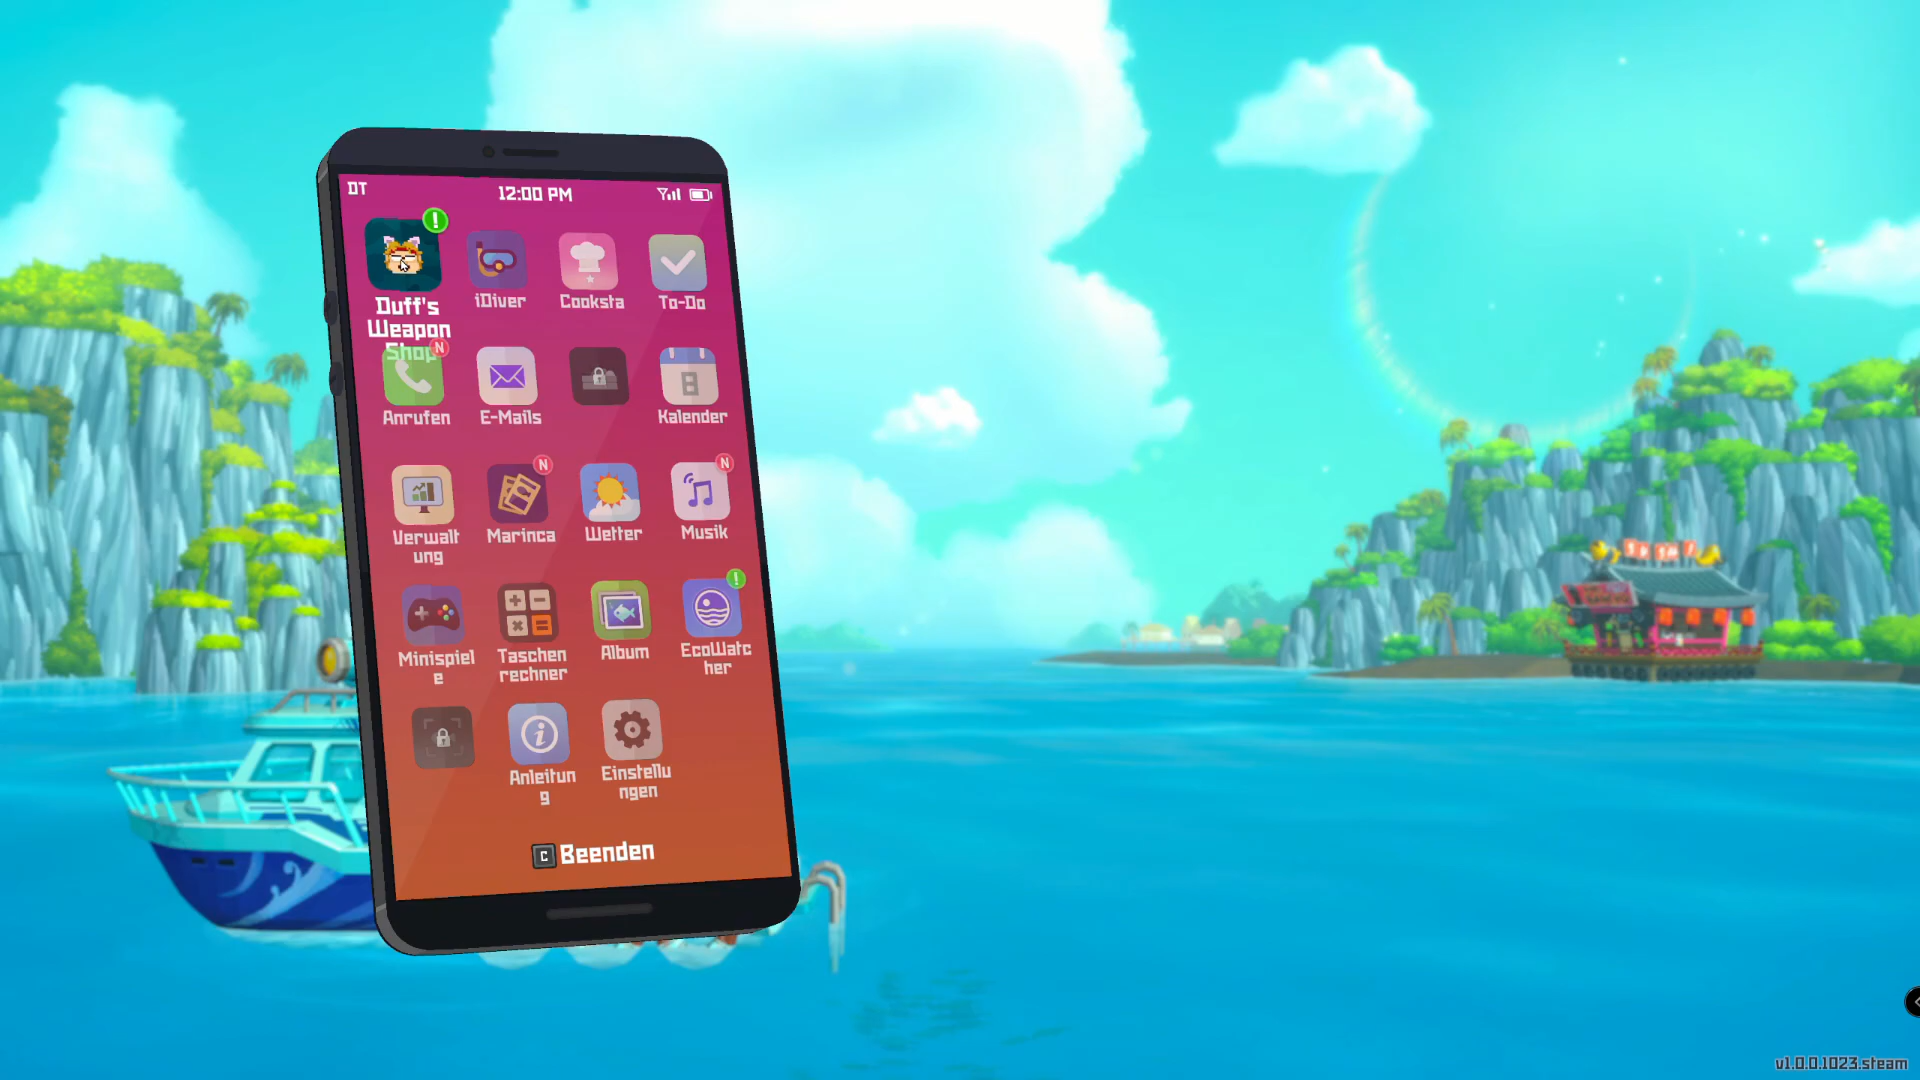 DT
12:00 PM
Duff's
Weapon
Shop
iDiver
Cooksta
To-Do
N
Anrufen
E-Mails
Kalender
Verwalt
ung
N
Marinca
Wetter
N
Musik
Minispiel
e
Taschen
rechner
Album
!
EcoWatc
her
Anleitun
g
Einstellu
ngen
C Beenden
v1.0.0.1023.steam